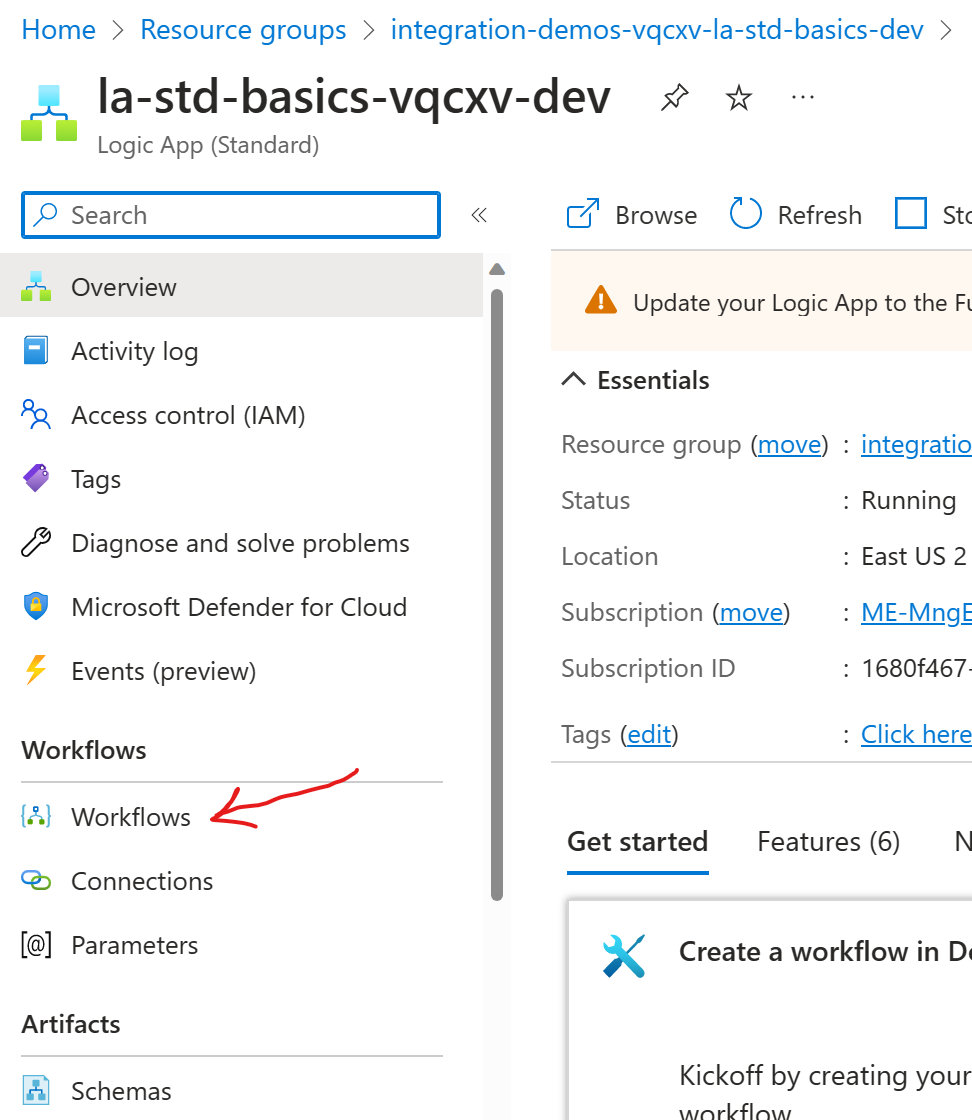 Home > Resource groups > integration-demos-vqcxv-la-std-basics-dev >
la-std-basics-vqcxv-dev
Logic App (Standard)
Search
Overview
Activity log
Access control (IAM)
Tags
Diagnose and solve problems
Microsoft Defender for Cloud
Events (preview)
Workflows
Workflows
Connections
Parameters
Artifacts
Schemas
Browse Refresh Sto
Update your Logic App to the Fu
Essentials
Resource group (move) : integratio
Status : Running
Location : East US 2
Subscription (move) : ME-MngE
Subscription ID : 1680f467-
Tags (edit) : Click here
Get started Features (6) N
Create a workflow in De
Kickoff by creating your
workflow